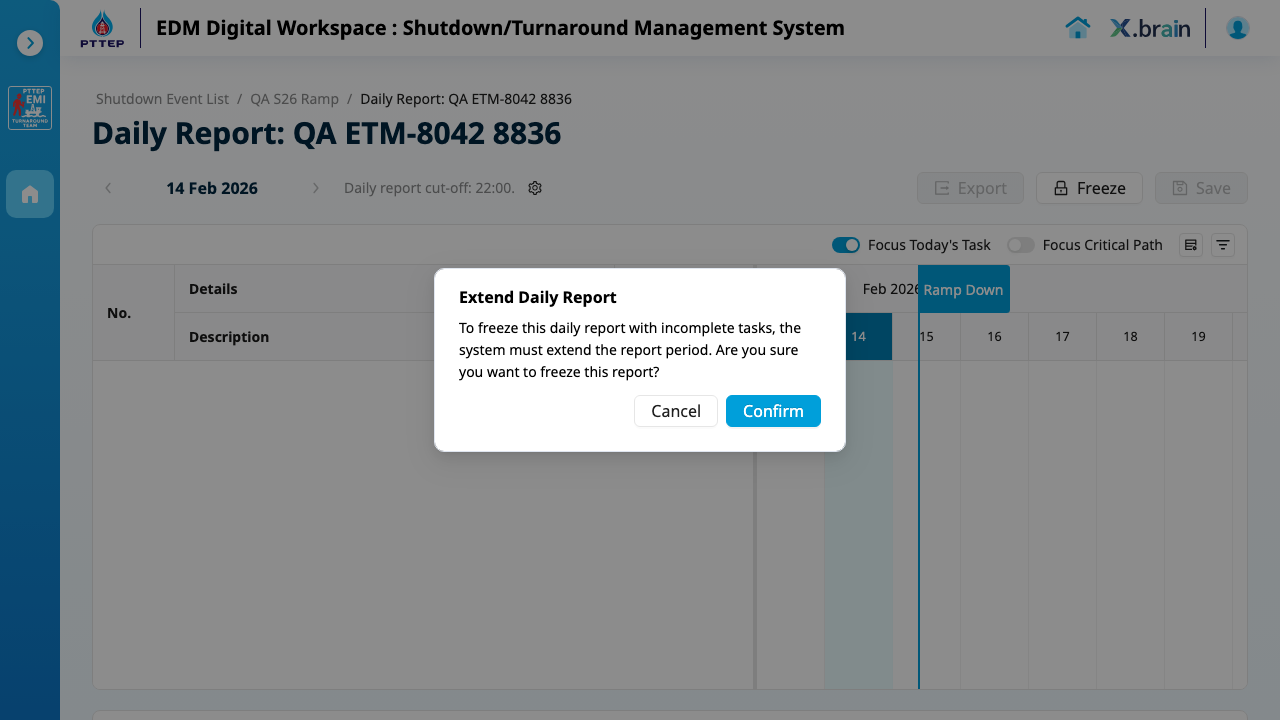 PTTEP
EDM Digital Workspace : Shutdown/Turnaround Management System
X.brain
PTTEP
EMI
TURNAROUND
TEAM
Shutdown Event List / QA S26 Ramp / Daily Report: QA ETM-8042 8836
Daily Report: QA ETM-8042 8836
14 Feb 2026
Daily report cut-off: 22:00.
Export
Freeze
Save
Focus Today's Task
Focus Critical Path
No.
Details
Feb 2026
Ramp Down
Description
14
15
16
17
18
19
Extend Daily Report
To freeze this daily report with incomplete tasks, the
system must extend the report period. Are you sure
you want to freeze this report?
Cancel
Confirm